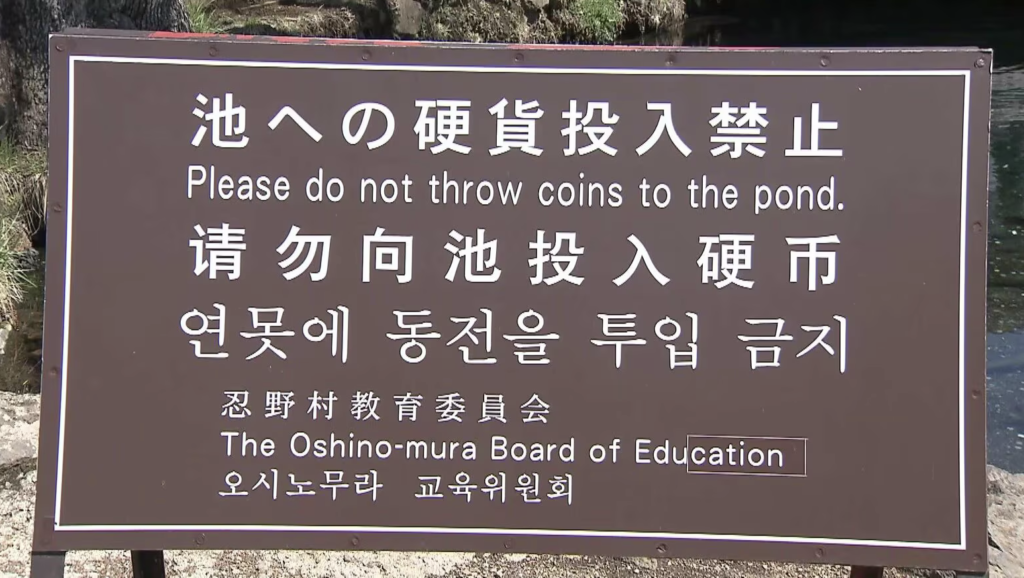 池への硬貨投入禁止
Please do not throw coins to the pond.
请勿向池投入硬币
연못에 동전을 투입 금지
忍野村教育委員会
The Oshino-mura Board of Education
오시노무라 교육위원회